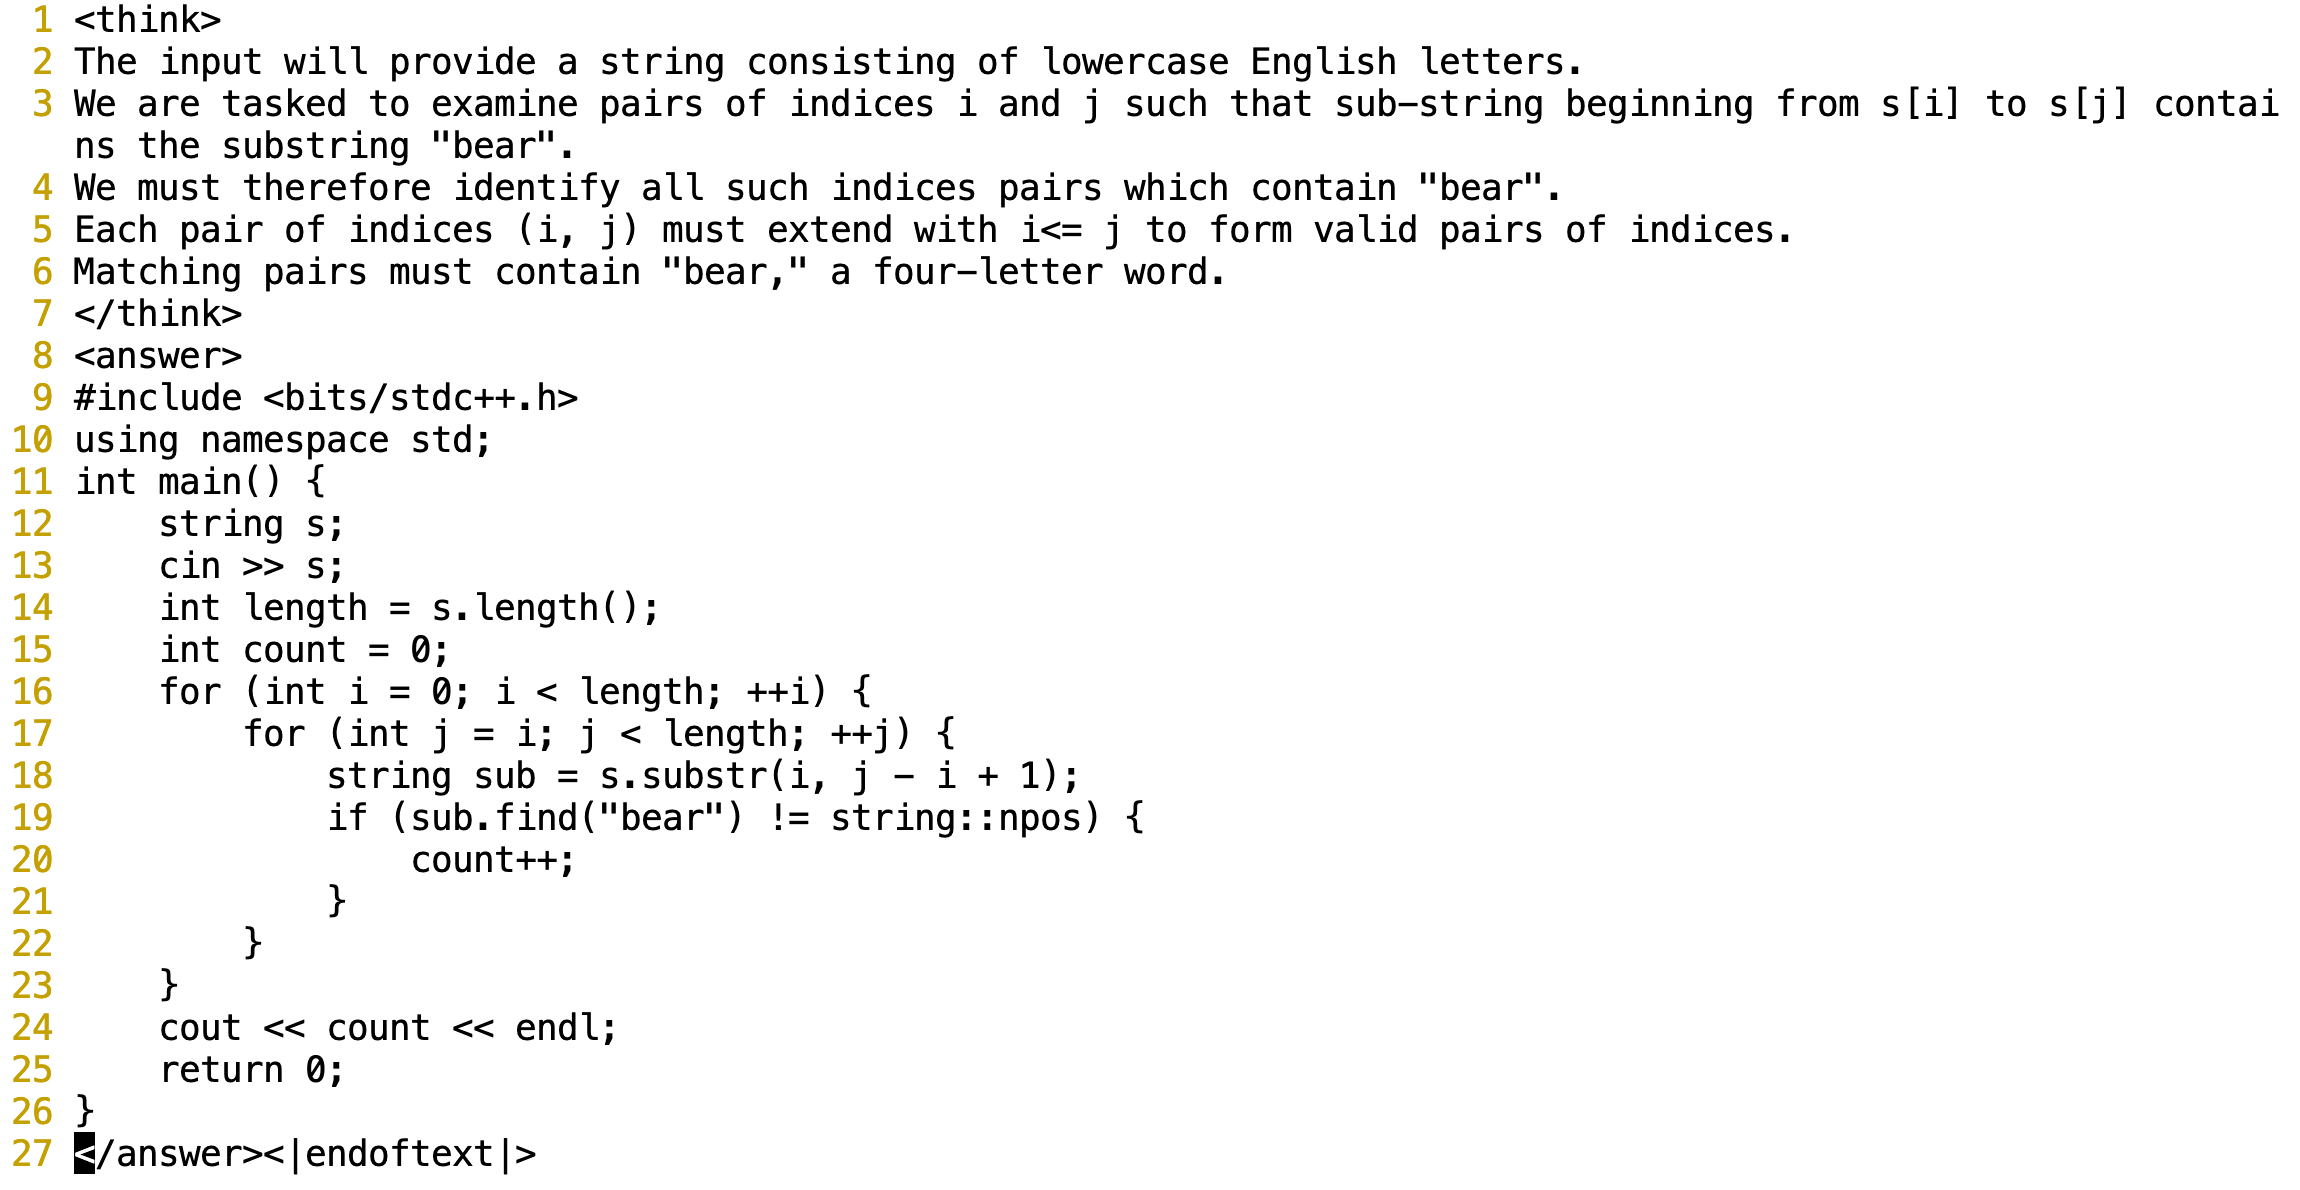 1 <think>
2 The input will provide a string consisting of lowercase English letters.
3 We are tasked to examine pairs of indices i and j such that sub-string beginning from s[i] to s[j] contai
ns the substring "bear".
4 We must therefore identify all such indices pairs which contain "bear".
5 Each pair of indices (i, j) must extend with i<= j to form valid pairs of indices.
6 Matching pairs must contain "bear," a four-letter word.
7 </think>
8 <answer>
9 #include <bits/stdc++.h>
10 using namespace std;
11 int main() {
12     string s;
13     cin >> s;
14     int length = s.length();
15     int count = 0;
16     for (int i = 0; i < length; ++i) {
17         for (int j = i; j < length; ++j) {
18             string sub = s.substr(i, j - i + 1);
19             if (sub.find("bear") != string::npos) {
20                 count++;
21             }
22         }
23     }
24     cout << count << endl;
25     return 0;
26 }
27 </answer><|endoftext|>